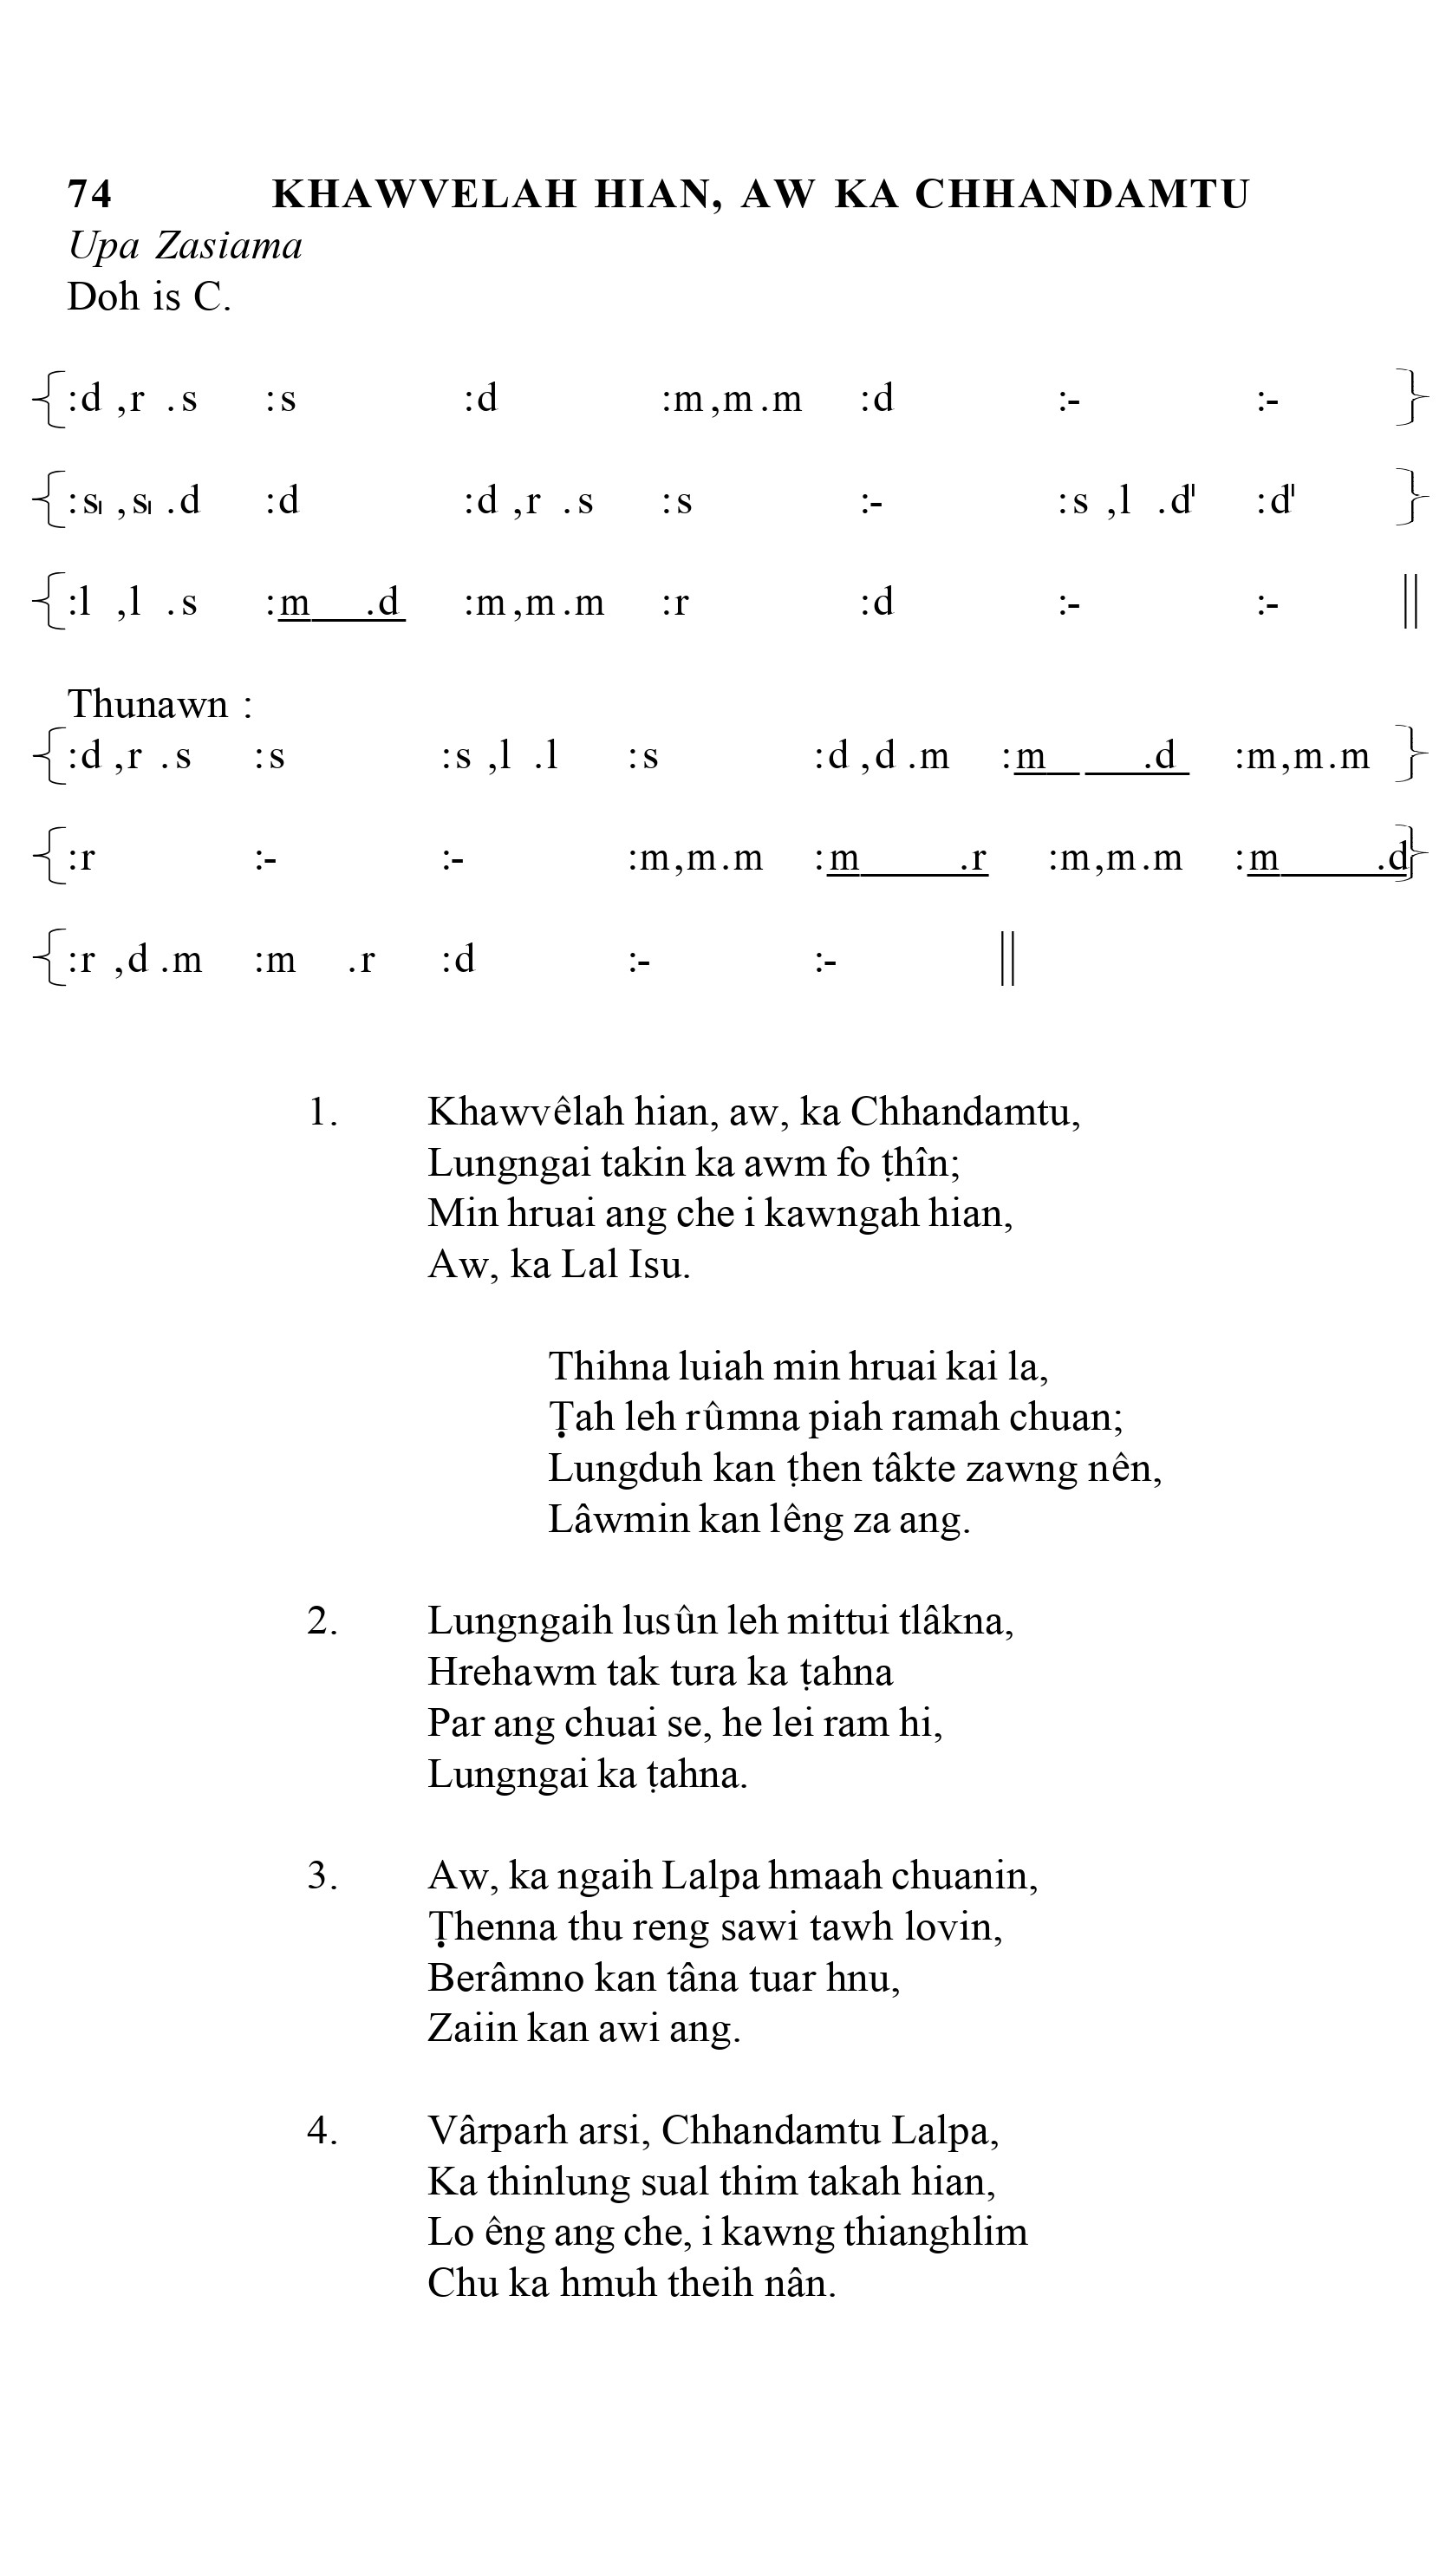 74 KHAWVELAH HIAN, AW KA CHHANDAMTU
Upa Zasiama
Doh is C.
{:d ,r .s :s :d :m,m.m :d :- :- }
{:s₁ ,s₁ .d :d :d ,r .s :s :- :s ,l .d' :d' }
{:l ,l .s :m .d :m,m.m :r :d :- :- ||
Thunawn :
{:d ,r .s :s :s ,l .l :s :d ,d .m :m .d :m,m.m }
{:r :- :- :m,m.m :m .r :m,m.m :m .d}
{:r ,d .m :m .r :d :- :- ||
1. Khawvêlah hian, aw, ka Chhandamtu,
Lungngai takin ka awm fo ṭhîn;
Min hruai ang che i kawngah hian,
Aw, ka Lal Isu.
Thihna luiah min hruai kai la,
Ṭah leh rûmna piah ramah chuan;
Lungduh kan ṭhen tâkte zawng nên,
Lâwmin kan lêng za ang.
2. Lungngaih lusûn leh mittui tlâkna,
Hrehawm tak tura ka ṭahna
Par ang chuai se, he lei ram hi,
Lungngai ka ṭahna.
3. Aw, ka ngaih Lalpa hmaah chuanin,
Ṭhenna thu reng sawi tawh lovin,
Berâmno kan tâna tuar hnu,
Zaiin kan awi ang.
4. Vârparh arsi, Chhandamtu Lalpa,
Ka thinlung sual thim takah hian,
Lo êng ang che, i kawng thianghlim
Chu ka hmuh theih nân.